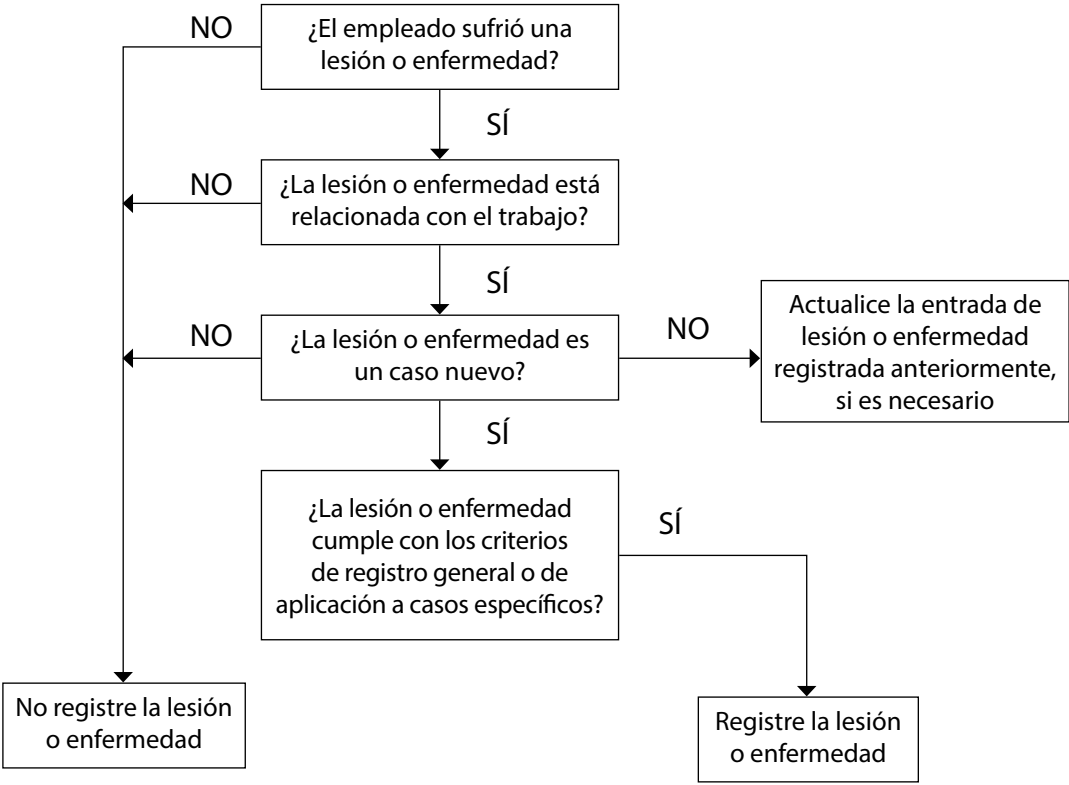 NO
¿El empleado sufrió una
lesión o enfermedad?
SÍ
NO
¿La lesión o enfermedad está
relacionada con el trabajo?
SÍ
NO
¿La lesión o enfermedad es
un caso nuevo?
NO
Actualice la entrada de
lesión o enfermedad
registrada anteriormente,
si es necesario
SÍ
¿La lesión o enfermedad
cumple con los criterios
de registro general o de
aplicación a casos específicos?
SÍ
No registre la lesión
o enfermedad
Registre la lesión
o enfermedad